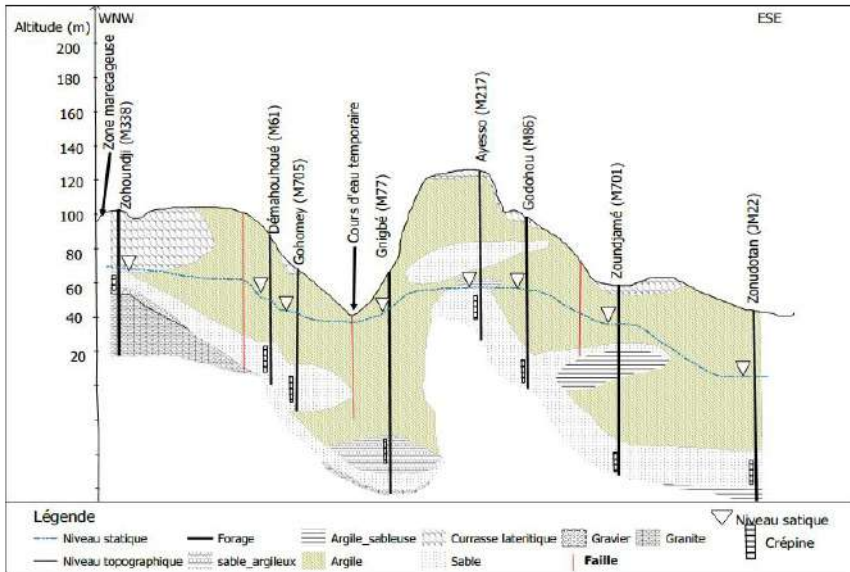 WNW
ESE
Altitude (m)
200
180
160
140
120
100
80
60
40
20
Zone marecageuse
Zohoundji (M338)
Démahouhoué (M61)
Gohomey (M705)
Cours d'eau temporaire
Gnigbé (M77)
Ayesso (M217)
Godohou (M86)
Zoundjamé (M701)
Zonudotan (JM22)
Légende
Niveau statique
Forage
Argile_sableuse
Currasse lateritique
Gravier
Granite
Niveau satique
Niveau topographique
sable_argileux
Argile
Sable
Faille
Crépine